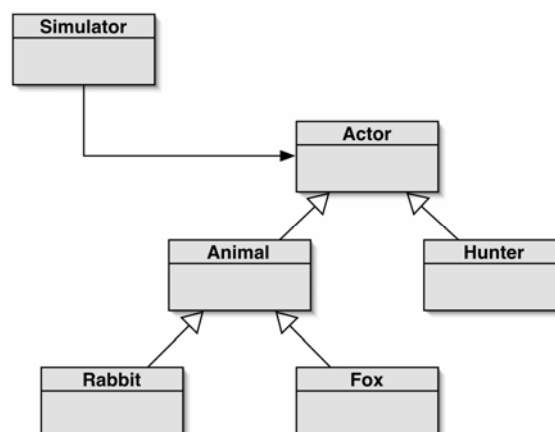 Simulator
Actor
Animal
Hunter
Rabbit
Fox